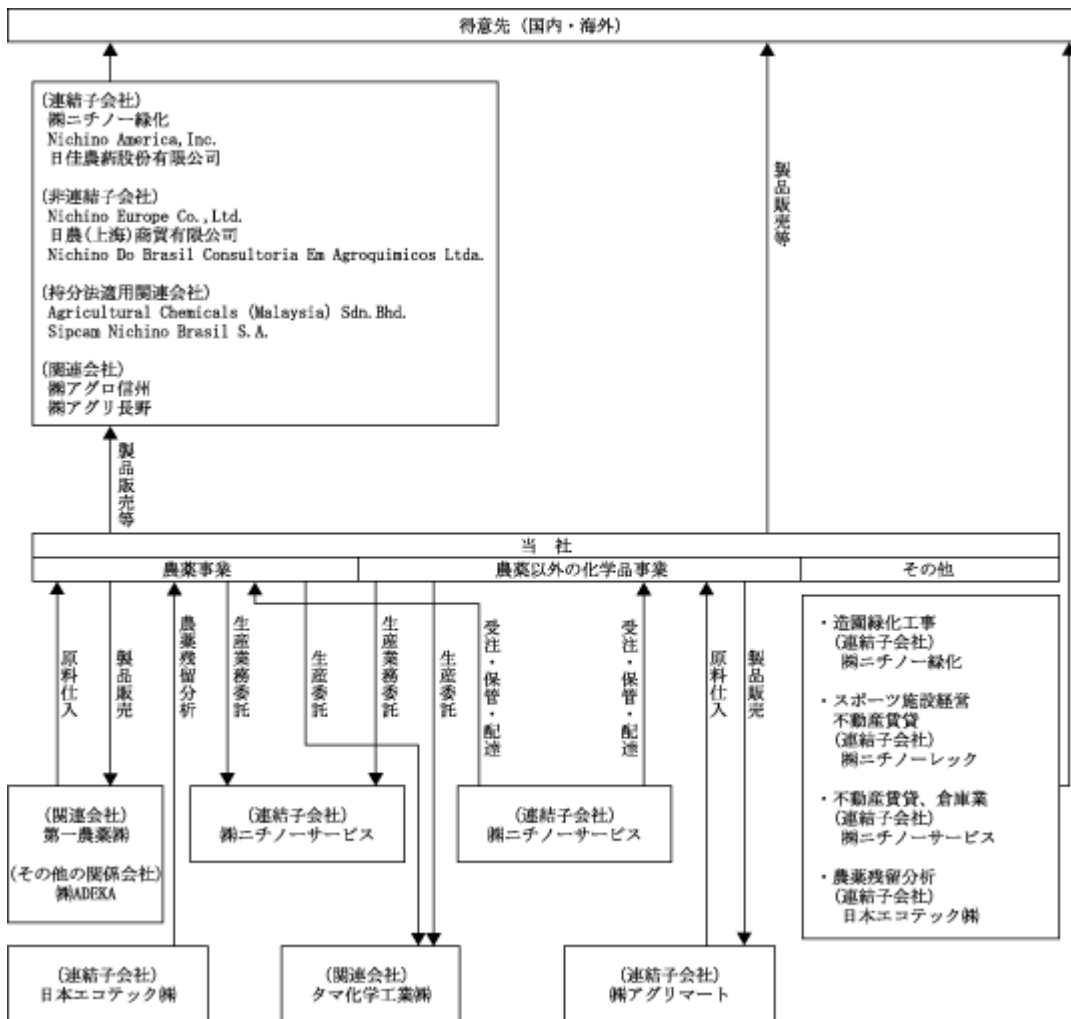 得意先（国内・海外）
(連結子会社)
㈱ニチノー緑化
Nichino America,Inc.
日佳農葯股份有限公司
(非連結子会社)
Nichino Europe Co.,Ltd.
日農(上海)商貿有限公司
Nichino Do Brasil Consultoria Em Agroquimicos Ltda.
(持分法適用関連会社)
Agricultural Chemicals (Malaysia) Sdn.Bhd.
Sipcam Nichino Brasil S.A.
(関連会社)
㈱アグロ信州
㈱アグリ長野
製品販売等
製品販売等
当　社
農薬事業
農薬以外の化学品事業
その他
原料仕入
製品販売
農薬残留分析
生産業務委託
生産委託
生産業務委託
生産委託
受注・保管・配達
受注・保管・配達
原料仕入
製品販売
・造園緑化工事
(連結子会社)
㈱ニチノー緑化
・スポーツ施設経営
不動産賃貸
(連結子会社)
㈱ニチノーレック
・不動産賃貸、倉庫業
(連結子会社)
㈱ニチノーサービス
・農薬残留分析
(連結子会社)
日本エコテック㈱
(関連会社)
第一農薬㈱
(その他の関係会社)
㈱ADEKA
(連結子会社)
㈱ニチノーサービス
(連結子会社)
㈱ニチノーサービス
(連結子会社)
日本エコテック㈱
(関連会社)
タマ化学工業㈱
(連結子会社)
㈱アグリマート